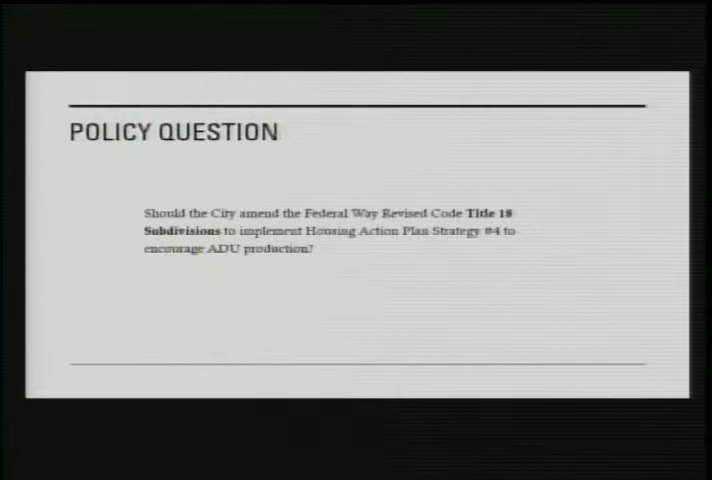 POLICY QUESTION
Should the City amend the Federal Way Revised Code Title 18
Subdivisions to implement Housing Action Plan Strategy #4 to
encourage ADU production?